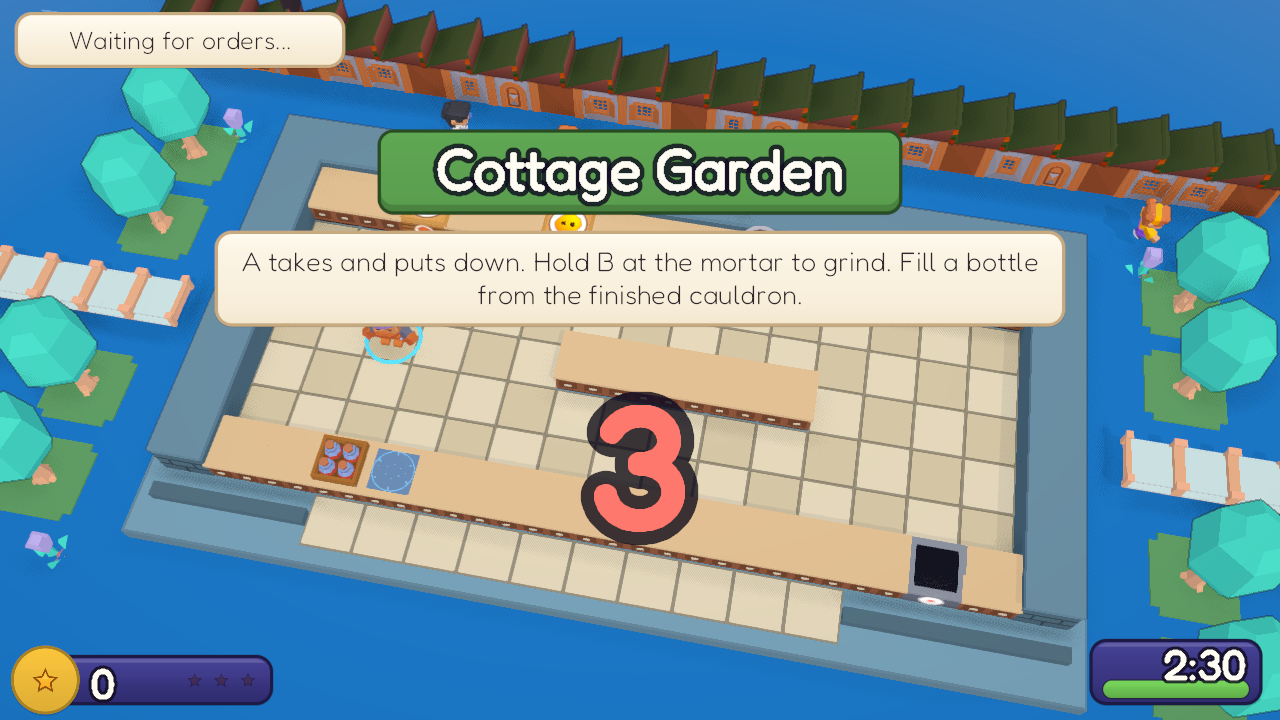 Waiting for orders...
Cottage Garden
A takes and puts down. Hold B at the mortar to grind. Fill a bottle
from the finished cauldron.
3
0
2:30